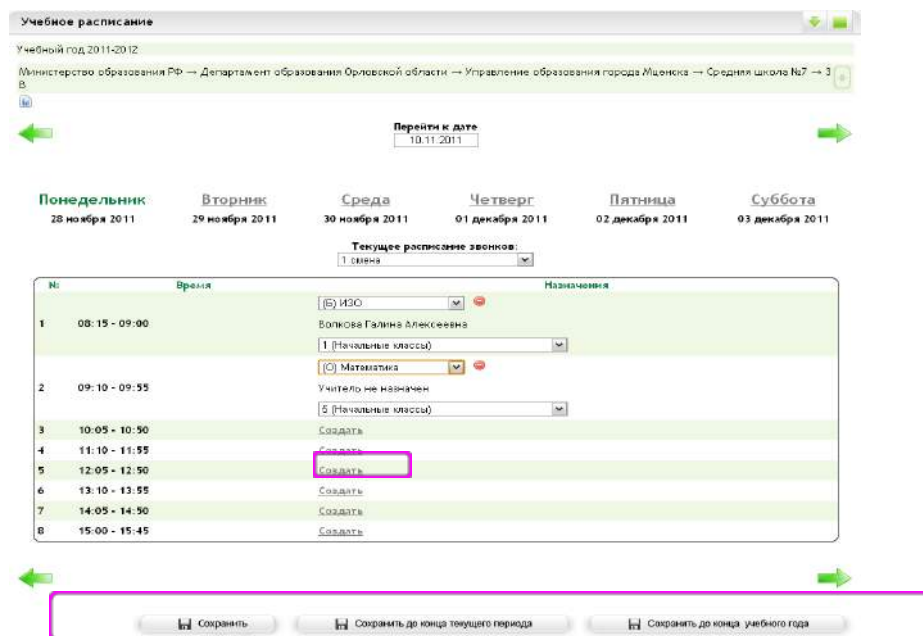 Учебное расписание
Учебный год 2011-2012
Министерство образования РФ → Департамент образования Орловской области → Управление образования города Мценска → Средняя школа №7 → 3
В
Перейти к дате
10.11.2011
Понедельник Вторник Среда Четверг Пятница Суббота
28 ноября 2011 29 ноября 2011 30 ноября 2011 01 декабря 2011 02 декабря 2011 03 декабря 2011
Текущее расписание звонков:
1 смена
№ Время Назначения
(Б) ИЗО
1 08:15 - 09:00 Волкова Галина Алексеевна
1 (Начальные классы)
(О) Математика
2 09:10 - 09:55 Учитель не назначен
5 (Начальные классы)
3 10:05 - 10:50 Создать
4 11:10 - 11:55 Создать
5 12:05 - 12:50 Создать
6 13:10 - 13:55 Создать
7 14:05 - 14:50 Создать
8 15:00 - 15:45 Создать
Сохранить Сохранить до конца текущего периода Сохранить до конца учебного года